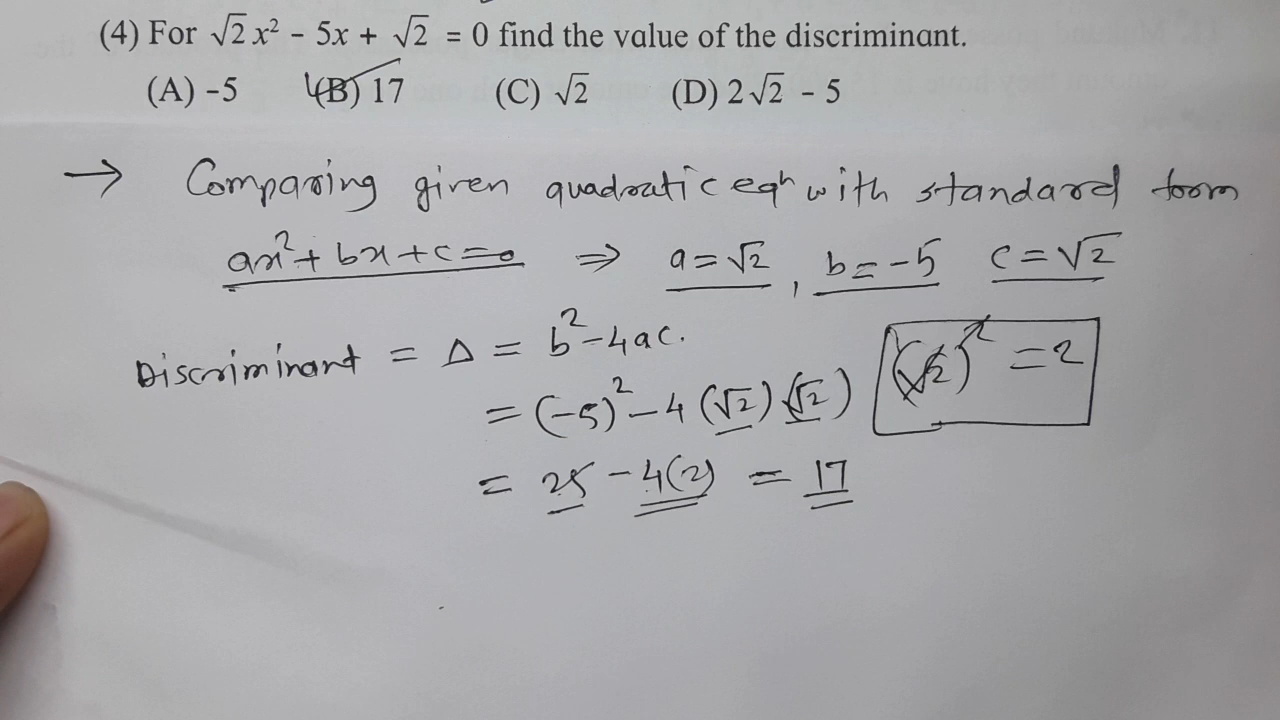 (4) For √2 x² - 5x + √2 = 0 find the value of the discriminant.
(A) -5 (B) 17 (C) √2 (D) 2√2 - 5
→ Comparing given quadratic eqn with standard form
ax² + bx + c = 0 ⇒ a = √2 , b = -5 c = √2
Discriminant = Δ = b² - 4ac.
= (-5)² - 4 (√2) (√2) (√2)² = 2
= 25 - 4(2) = 17